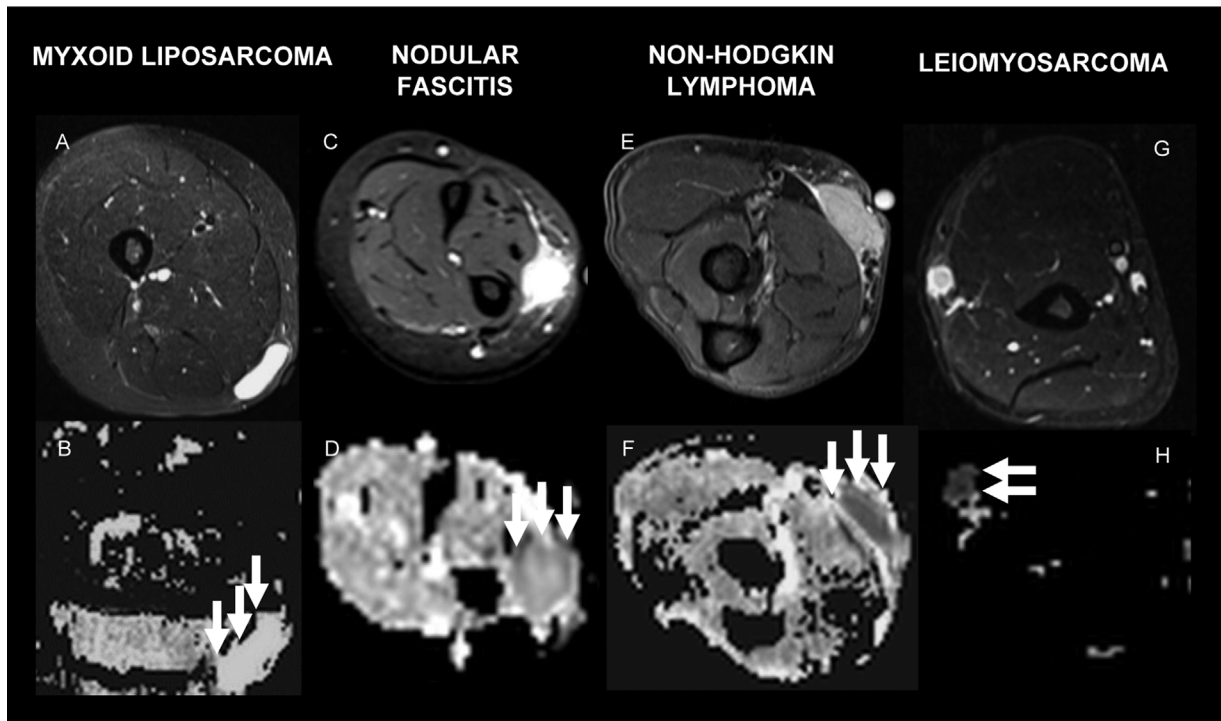 MYXOID LIPOSARCOMA
NODULAR
FASCITIS
NON-HODGKIN
LYMPHOMA
LEIOMYOSARCOMA
A
C
E
G
B
D
F
H